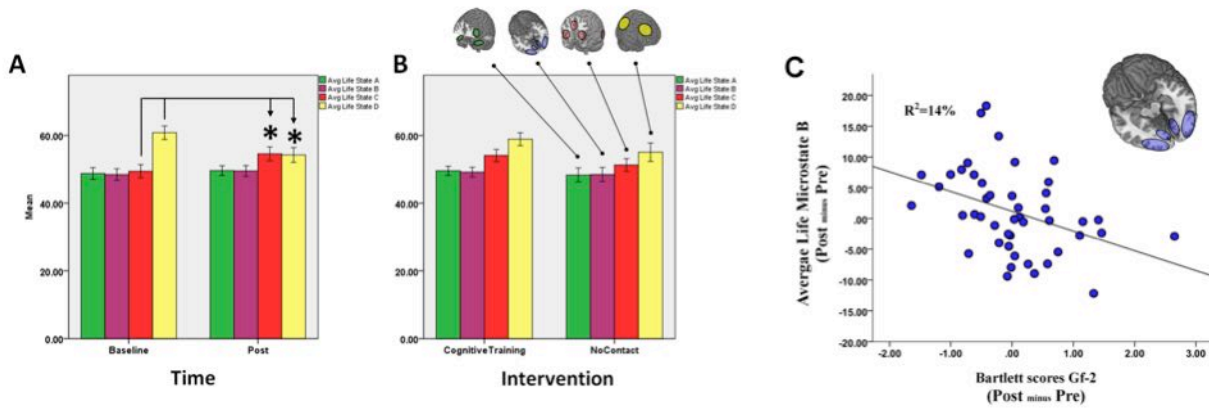 A
Avg Life State A
Avg Life State B
Avg Life State C
Avg Life State D
60.00
40.00
20.00
0.00
Mean
* *
Baseline Post
Time
B
Avg Life State A
Avg Life State B
Avg Life State C
Avg Life State D
60.00
40.00
20.00
0.00
CognitiveTraining NoContact
Intervention
C
R²=14%
Avergae Life Microstate B
(Post minus Pre)
20.00
15.00
10.00
5.00
.00
-5.00
-10.00
-15.00
-20.00
-2.00 -1.00 .00 1.00 2.00 3.00
Bartlett scores Gf-2
(Post minus Pre)